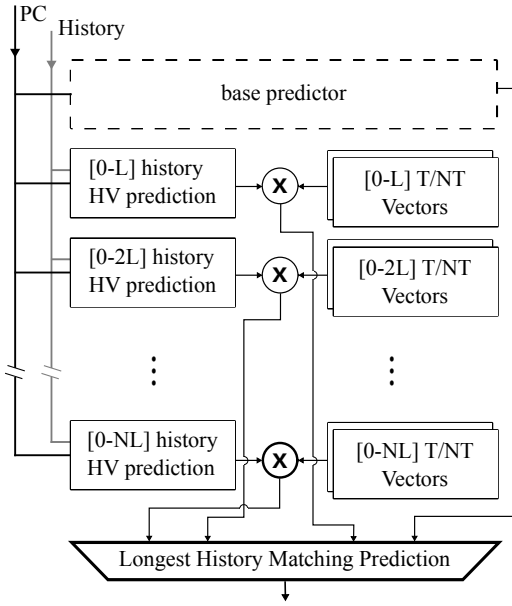 PC
History
base predictor
[0-L] history
HV prediction
X
[0-L] T/NT
Vectors
[0-2L] history
HV prediction
X
[0-2L] T/NT
Vectors
[0-NL] history
HV prediction
X
[0-NL] T/NT
Vectors
Longest History Matching Prediction